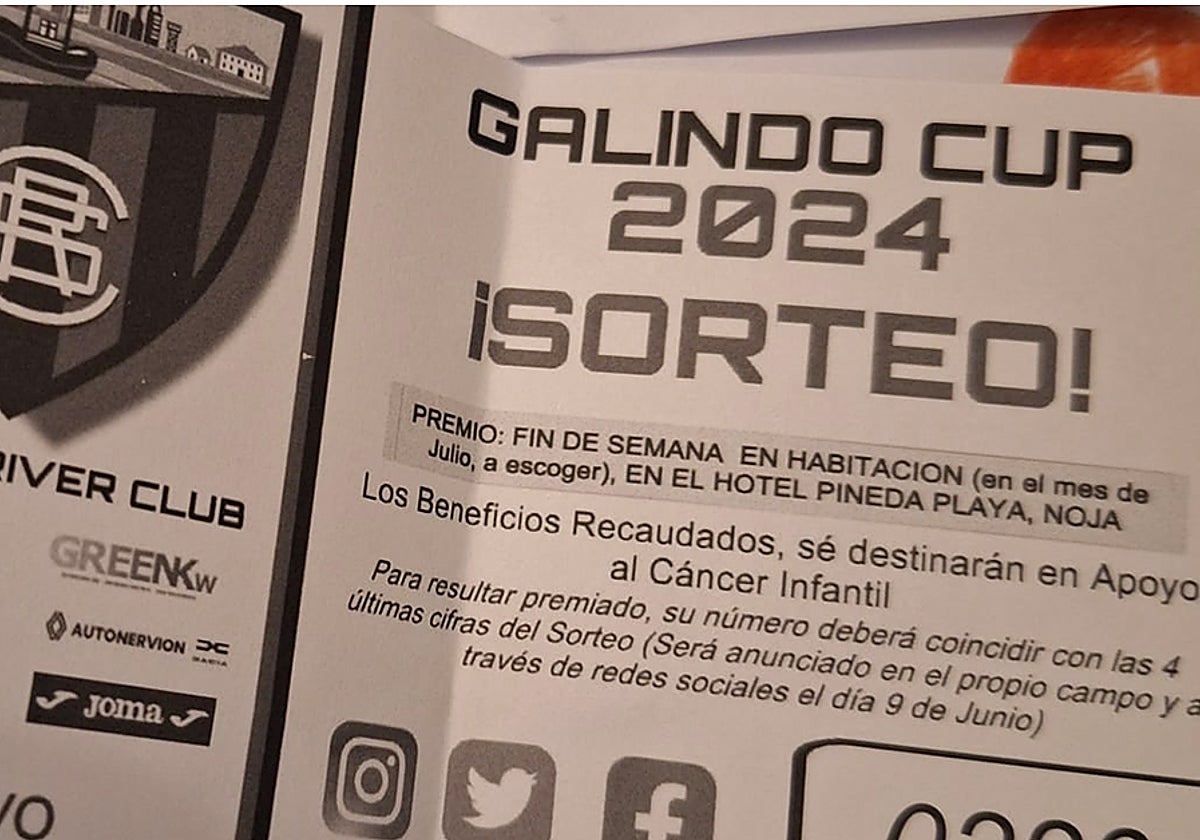 GALINDO CUP
2024
¡SORTEO!
PREMIO: FIN DE SEMANA EN HABITACION (en el mes de
Julio, a escoger), EN EL HOTEL PINEDA PLAYA, NOJA
Los Beneficios Recaudados, sé destinarán en Apoyo
al Cáncer Infantil
Para resultar premiado, su número deberá coincidir con las 4
últimas cifras del Sorteo (Será anunciado en el propio campo y a
través de redes sociales el día 9 de Junio)
RIVER CLUB
GREENKW
AUTONERVION
DACIA
Joma
VO